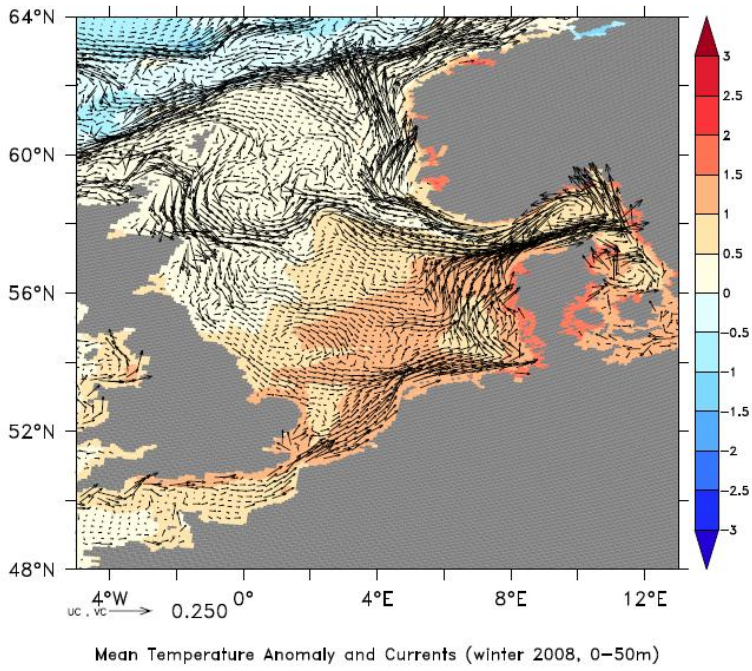 64°N
60°N
56°N
52°N
48°N
4°W 0° 4°E 8°E 12°E
3
2.5
2
1.5
1
0.5
0
-0.5
-1
-1.5
-2
-2.5
-3
UC , VC 0.250
Mean Temperature Anomaly and Currents (winter 2008, 0-50m)